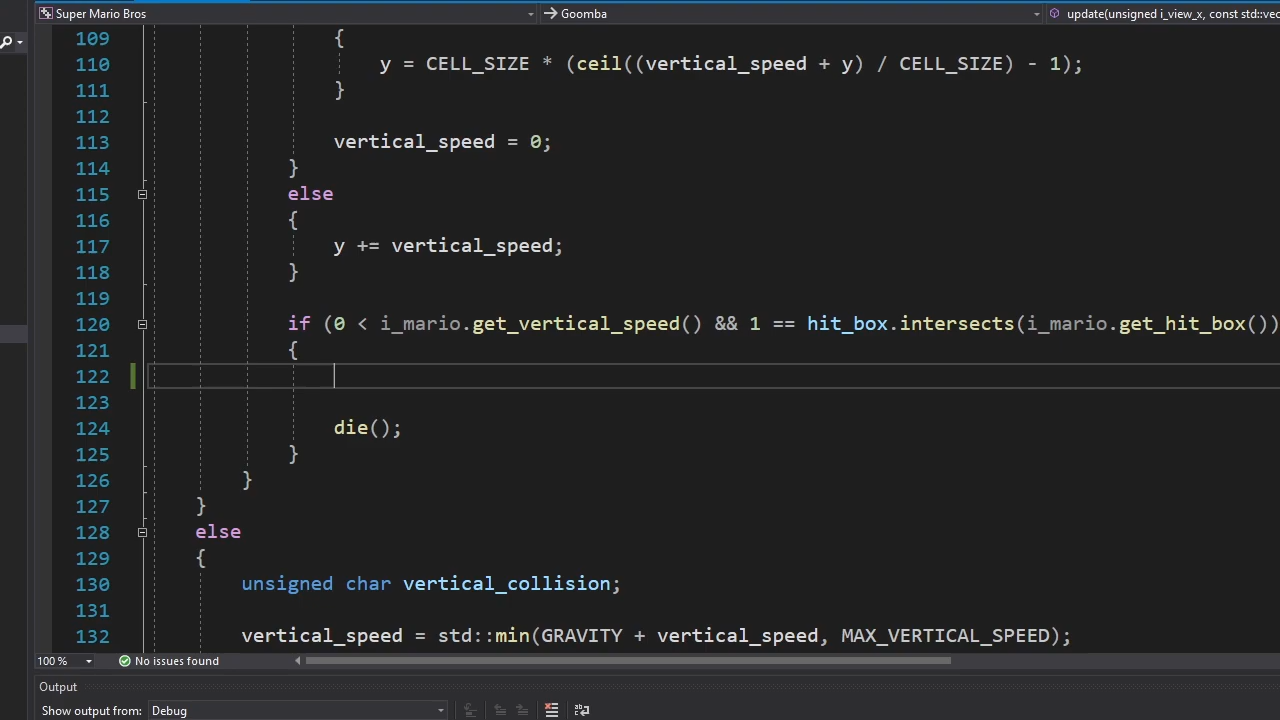 Super Mario Bros
Goomba
update(unsigned i_view_x, const std::vec
109 {
110 y = CELL_SIZE * (ceil((vertical_speed + y) / CELL_SIZE) - 1);
111 }
112
113 vertical_speed = 0;
114 }
115 else
116 {
117 y += vertical_speed;
118 }
119
120 if (0 < i_mario.get_vertical_speed() && 1 == hit_box.intersects(i_mario.get_hit_box())
121 {
122
123
124 die();
125 }
126 }
127 }
128 else
129 {
130 unsigned char vertical_collision;
131
132 vertical_speed = std::min(GRAVITY + vertical_speed, MAX_VERTICAL_SPEED);
100 %
No issues found
Output
Show output from: Debug